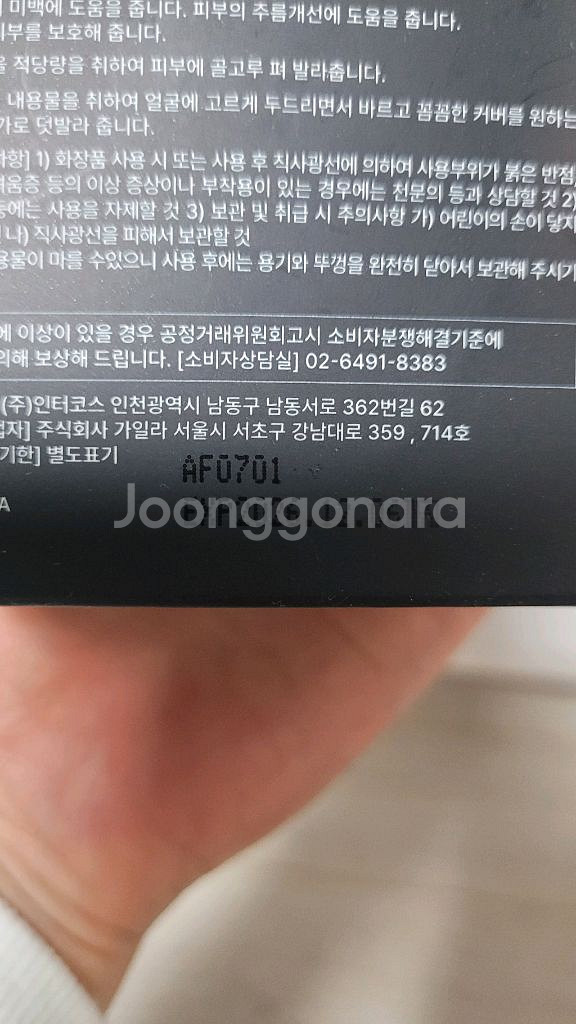 미백에 도움을 줍니다. 피부의 주름개선에 도움을 줍니다.
피부를 보호해 줍니다.
적당량을 취하여 피부에 골고루 펴 발라줍니다.
내용물을 취하여 얼굴에 고르게 두드리면서 바르고 꼼꼼한 커버를 원하는
덧발라 줍니다.
1) 화장품 사용 시 또는 사용 후 직사광선에 의하여 사용부위가 붉은 반점,
등의 이상 증상이나 부작용이 있는 경우에는 전문의 등과 상담할 것 2)
등에는 사용을 자제할 것 3) 보관 및 취급 시 주의사항 가) 어린이의 손이 닿지
나) 직사광선을 피해서 보관할 것
마를 수있으니 사용 후에는 용기와 뚜껑을 완전히 닫아서 보관해 주시기
에 이상이 있을 경우 공정거래위원회고시 소비자분쟁해결기준에
의해 보상해 드립니다. [소비자상담실] 02-6491-8383
(주)인터코스 인천광역시 남동구 남동서로 362번길 62
주식회사 가일라 서울시 서초구 강남대로 359 , 714호
기한] 별도표기
AF0701
Joonggonara